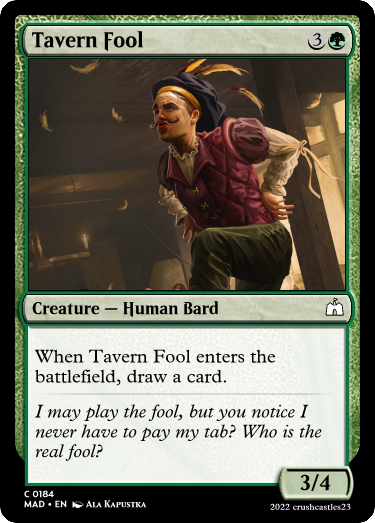 Tavern Fool 3
Creature — Human Bard
When Tavern Fool enters the
battlefield, draw a card.
I may play the fool, but you notice I
never have to pay my tab? Who is the
real fool?
3/4
C 0184
MAD • EN ALA KAPUSTKA
2022 crushcastles23